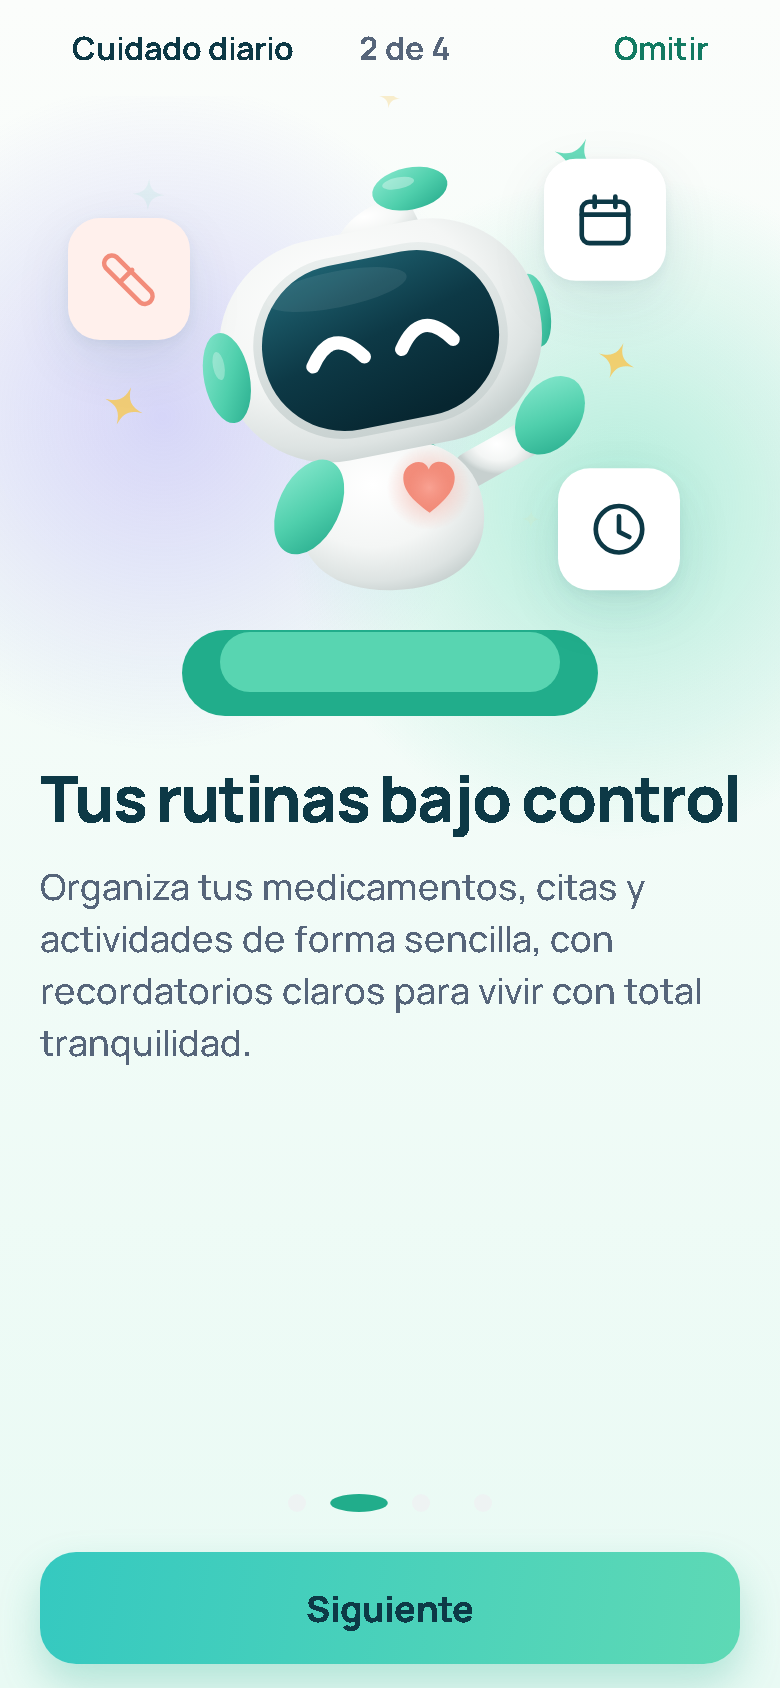 Cuidado diario 2 de 4 Omitir
Tus rutinas bajo control
Organiza tus medicamentos, citas y
actividades de forma sencilla, con
recordatorios claros para vivir con total
tranquilidad.
Siguiente